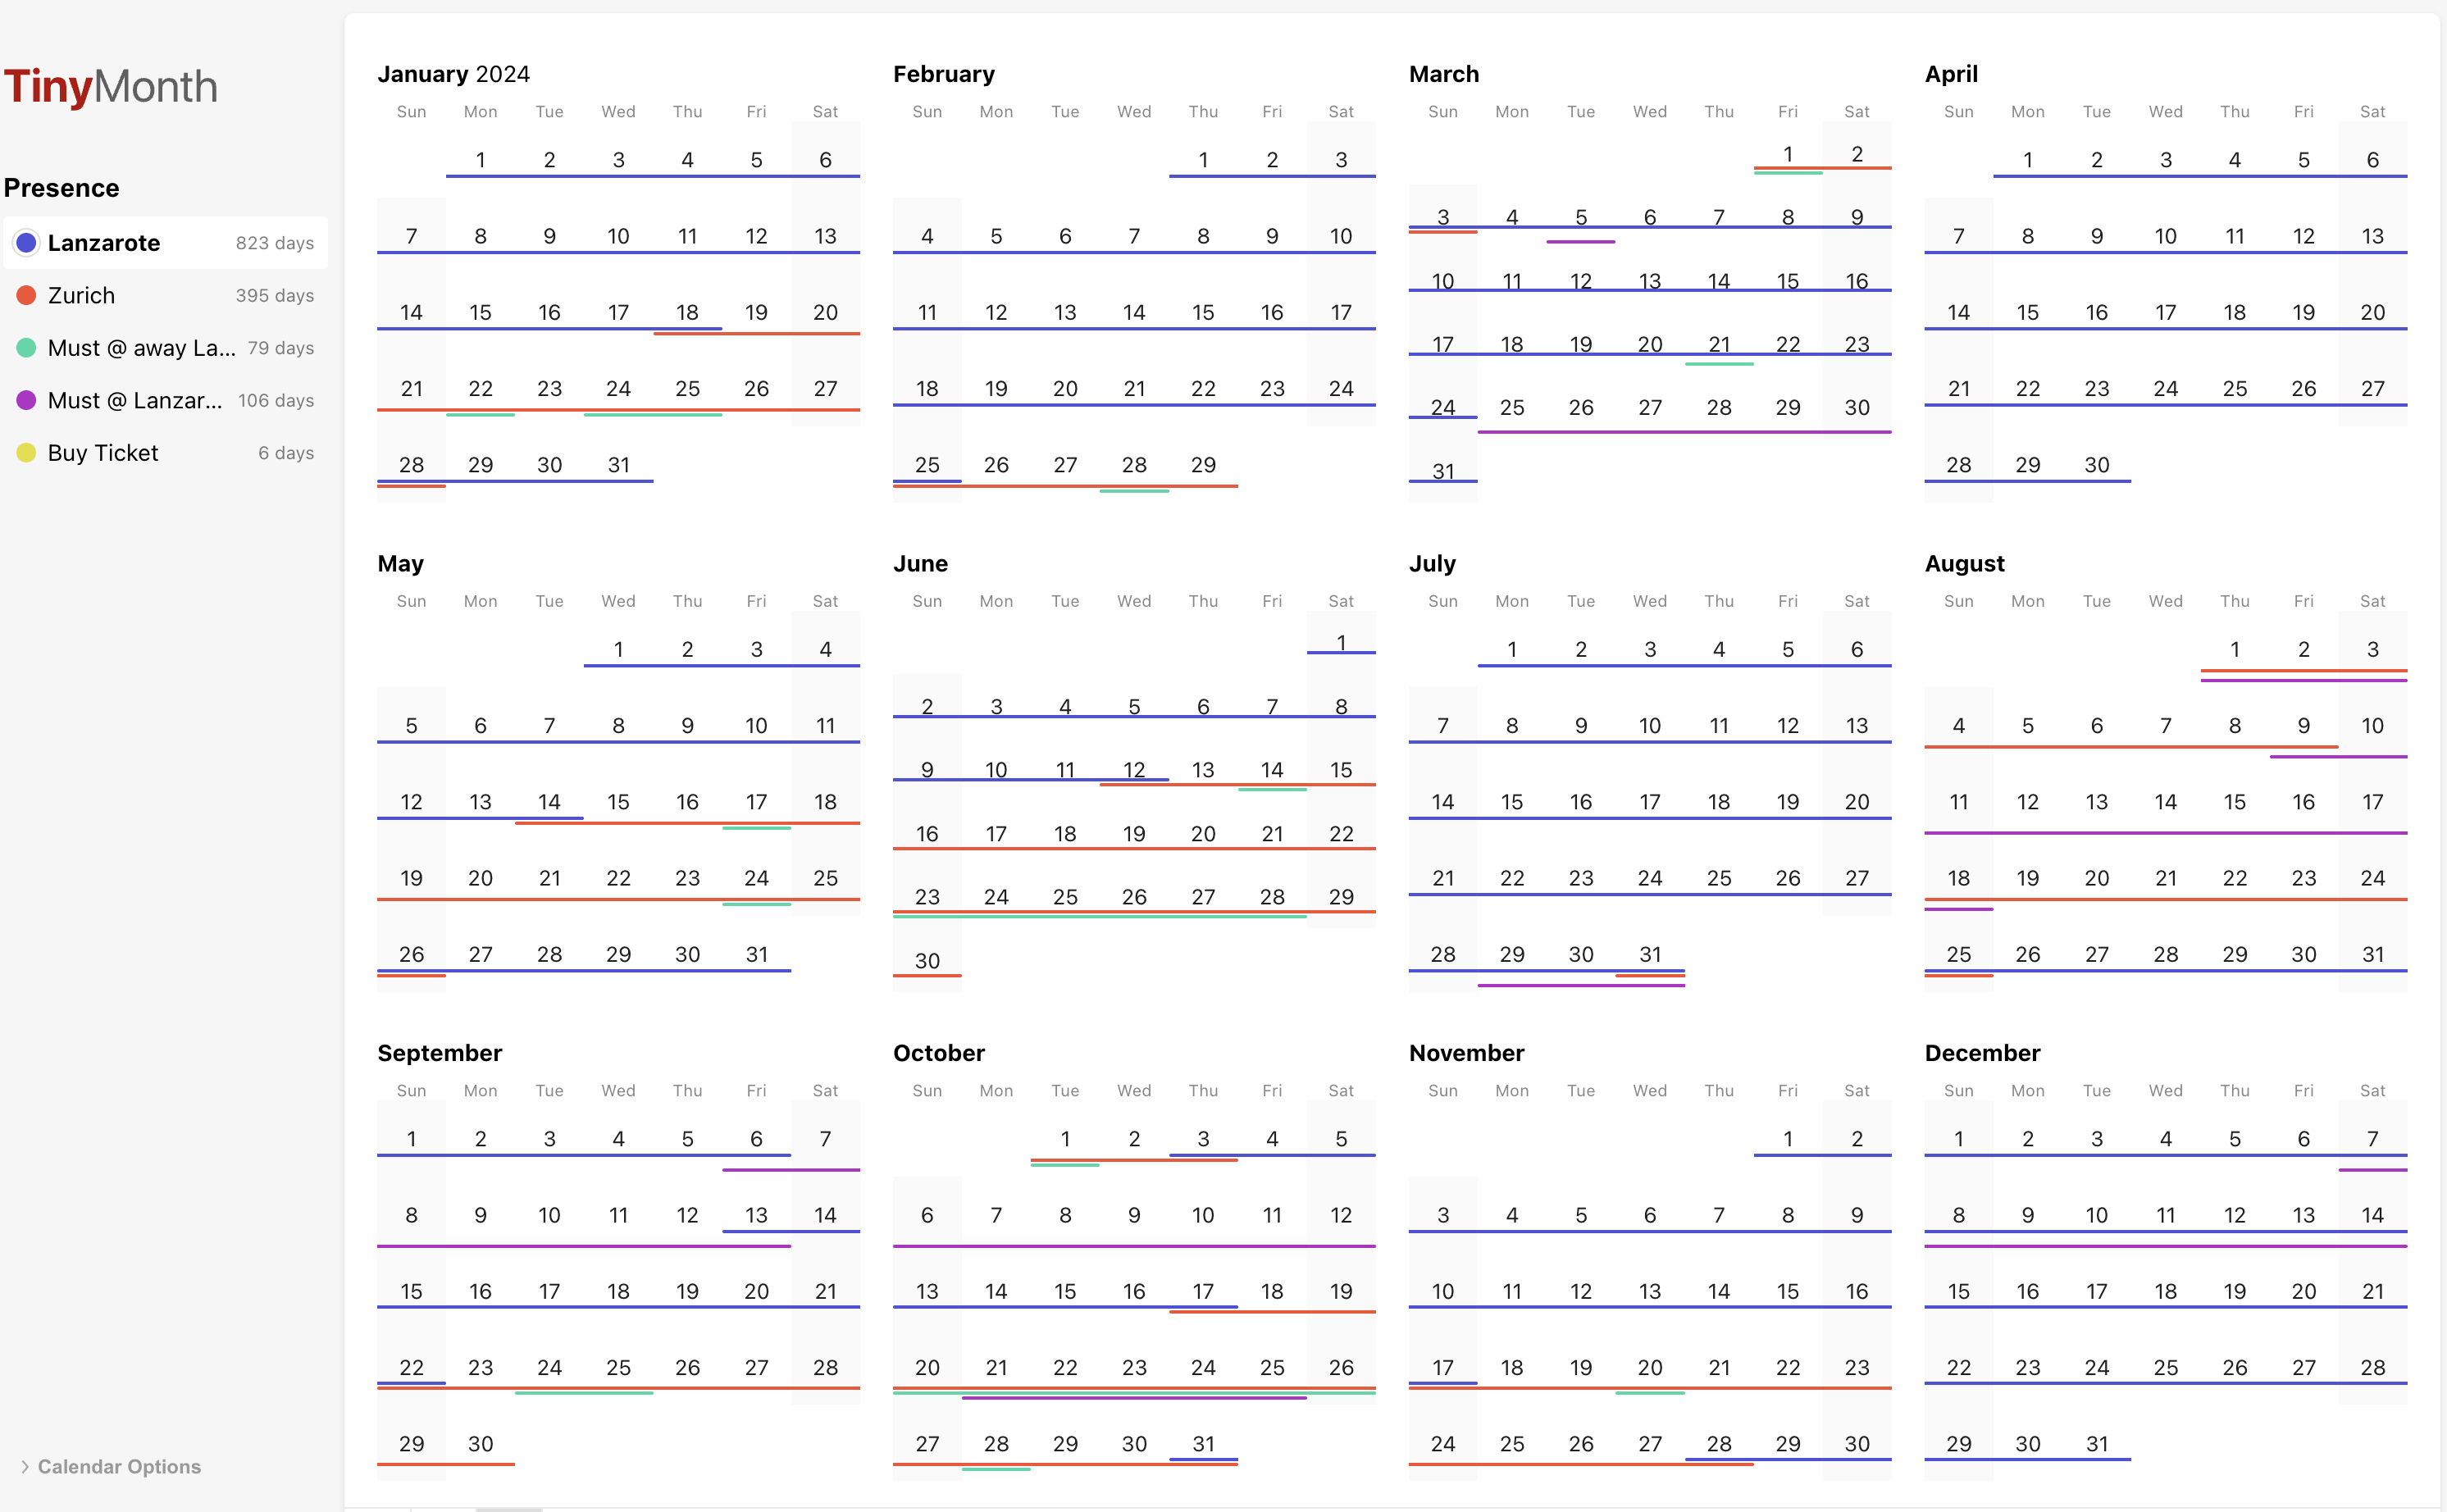 TinyMonth
Presence
Lanzarote 823 days
Zurich 395 days
Must @ away La... 79 days
Must @ Lanzar... 106 days
Buy Ticket 6 days
Calendar Options
January 2024
Sun Mon Tue Wed Thu Fri Sat
1 2 3 4 5 6
7 8 9 10 11 12 13
14 15 16 17 18 19 20
21 22 23 24 25 26 27
28 29 30 31
February
Sun Mon Tue Wed Thu Fri Sat
1 2 3
4 5 6 7 8 9 10
11 12 13 14 15 16 17
18 19 20 21 22 23 24
25 26 27 28 29
March
Sun Mon Tue Wed Thu Fri Sat
1 2
3 4 5 6 7 8 9
10 11 12 13 14 15 16
17 18 19 20 21 22 23
24 25 26 27 28 29 30
31
April
Sun Mon Tue Wed Thu Fri Sat
1 2 3 4 5 6
7 8 9 10 11 12 13
14 15 16 17 18 19 20
21 22 23 24 25 26 27
28 29 30
May
Sun Mon Tue Wed Thu Fri Sat
1 2 3 4
5 6 7 8 9 10 11
12 13 14 15 16 17 18
19 20 21 22 23 24 25
26 27 28 29 30 31
June
Sun Mon Tue Wed Thu Fri Sat
1
2 3 4 5 6 7 8
9 10 11 12 13 14 15
16 17 18 19 20 21 22
23 24 25 26 27 28 29
30
July
Sun Mon Tue Wed Thu Fri Sat
1 2 3 4 5 6
7 8 9 10 11 12 13
14 15 16 17 18 19 20
21 22 23 24 25 26 27
28 29 30 31
August
Sun Mon Tue Wed Thu Fri Sat
1 2 3
4 5 6 7 8 9 10
11 12 13 14 15 16 17
18 19 20 21 22 23 24
25 26 27 28 29 30 31
September
Sun Mon Tue Wed Thu Fri Sat
1 2 3 4 5 6 7
8 9 10 11 12 13 14
15 16 17 18 19 20 21
22 23 24 25 26 27 28
29 30
October
Sun Mon Tue Wed Thu Fri Sat
1 2 3 4 5
6 7 8 9 10 11 12
13 14 15 16 17 18 19
20 21 22 23 24 25 26
27 28 29 30 31
November
Sun Mon Tue Wed Thu Fri Sat
1 2
3 4 5 6 7 8 9
10 11 12 13 14 15 16
17 18 19 20 21 22 23
24 25 26 27 28 29 30
December
Sun Mon Tue Wed Thu Fri Sat
1 2 3 4 5 6 7
8 9 10 11 12 13 14
15 16 17 18 19 20 21
22 23 24 25 26 27 28
29 30 31